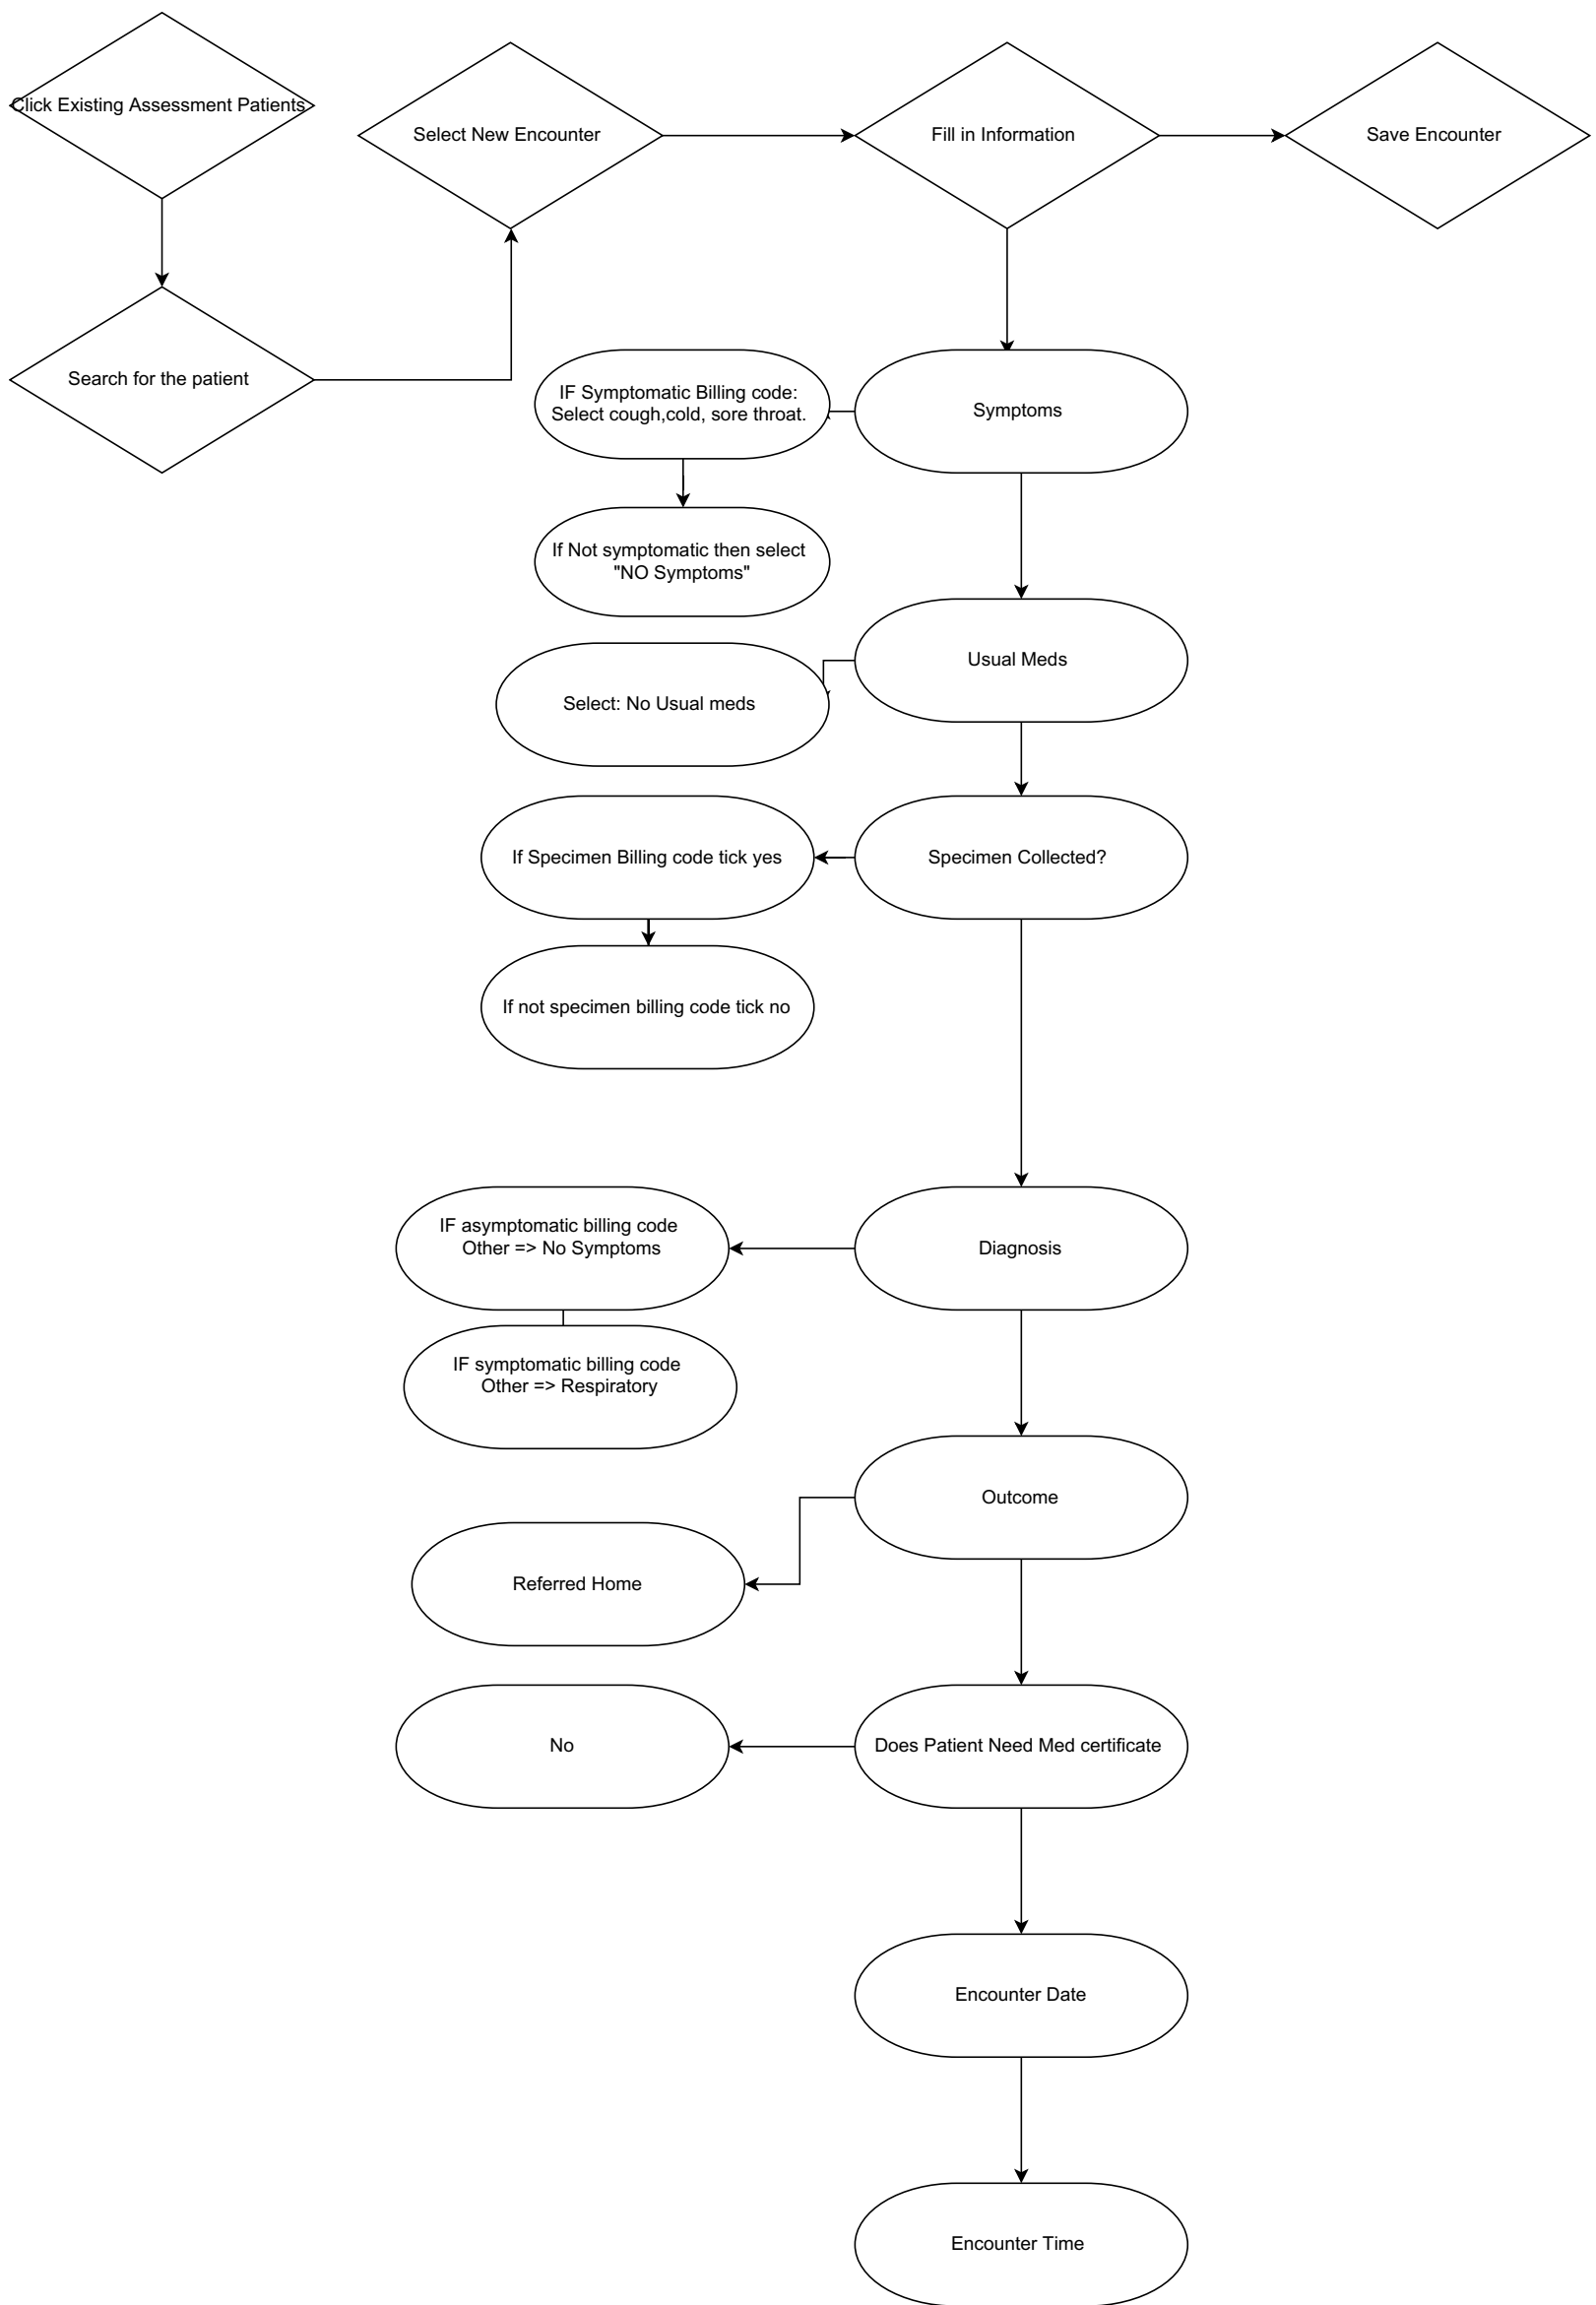 Click Existing Assessment Patients
Select New Encounter
Fill in Information
Save Encounter
Search for the patient
IF Symptomatic Billing code:
Select cough,cold, sore throat.
Symptoms
If Not symptomatic then select
"NO Symptoms"
Usual Meds
Select: No Usual meds
If Specimen Billing code tick yes
Specimen Collected?
If not specimen billing code tick no
IF asymptomatic billing code
Other => No Symptoms
Diagnosis
IF symptomatic billing code
Other => Respiratory
Outcome
Referred Home
No
Does Patient Need Med certificate
Encounter Date
Encounter Time